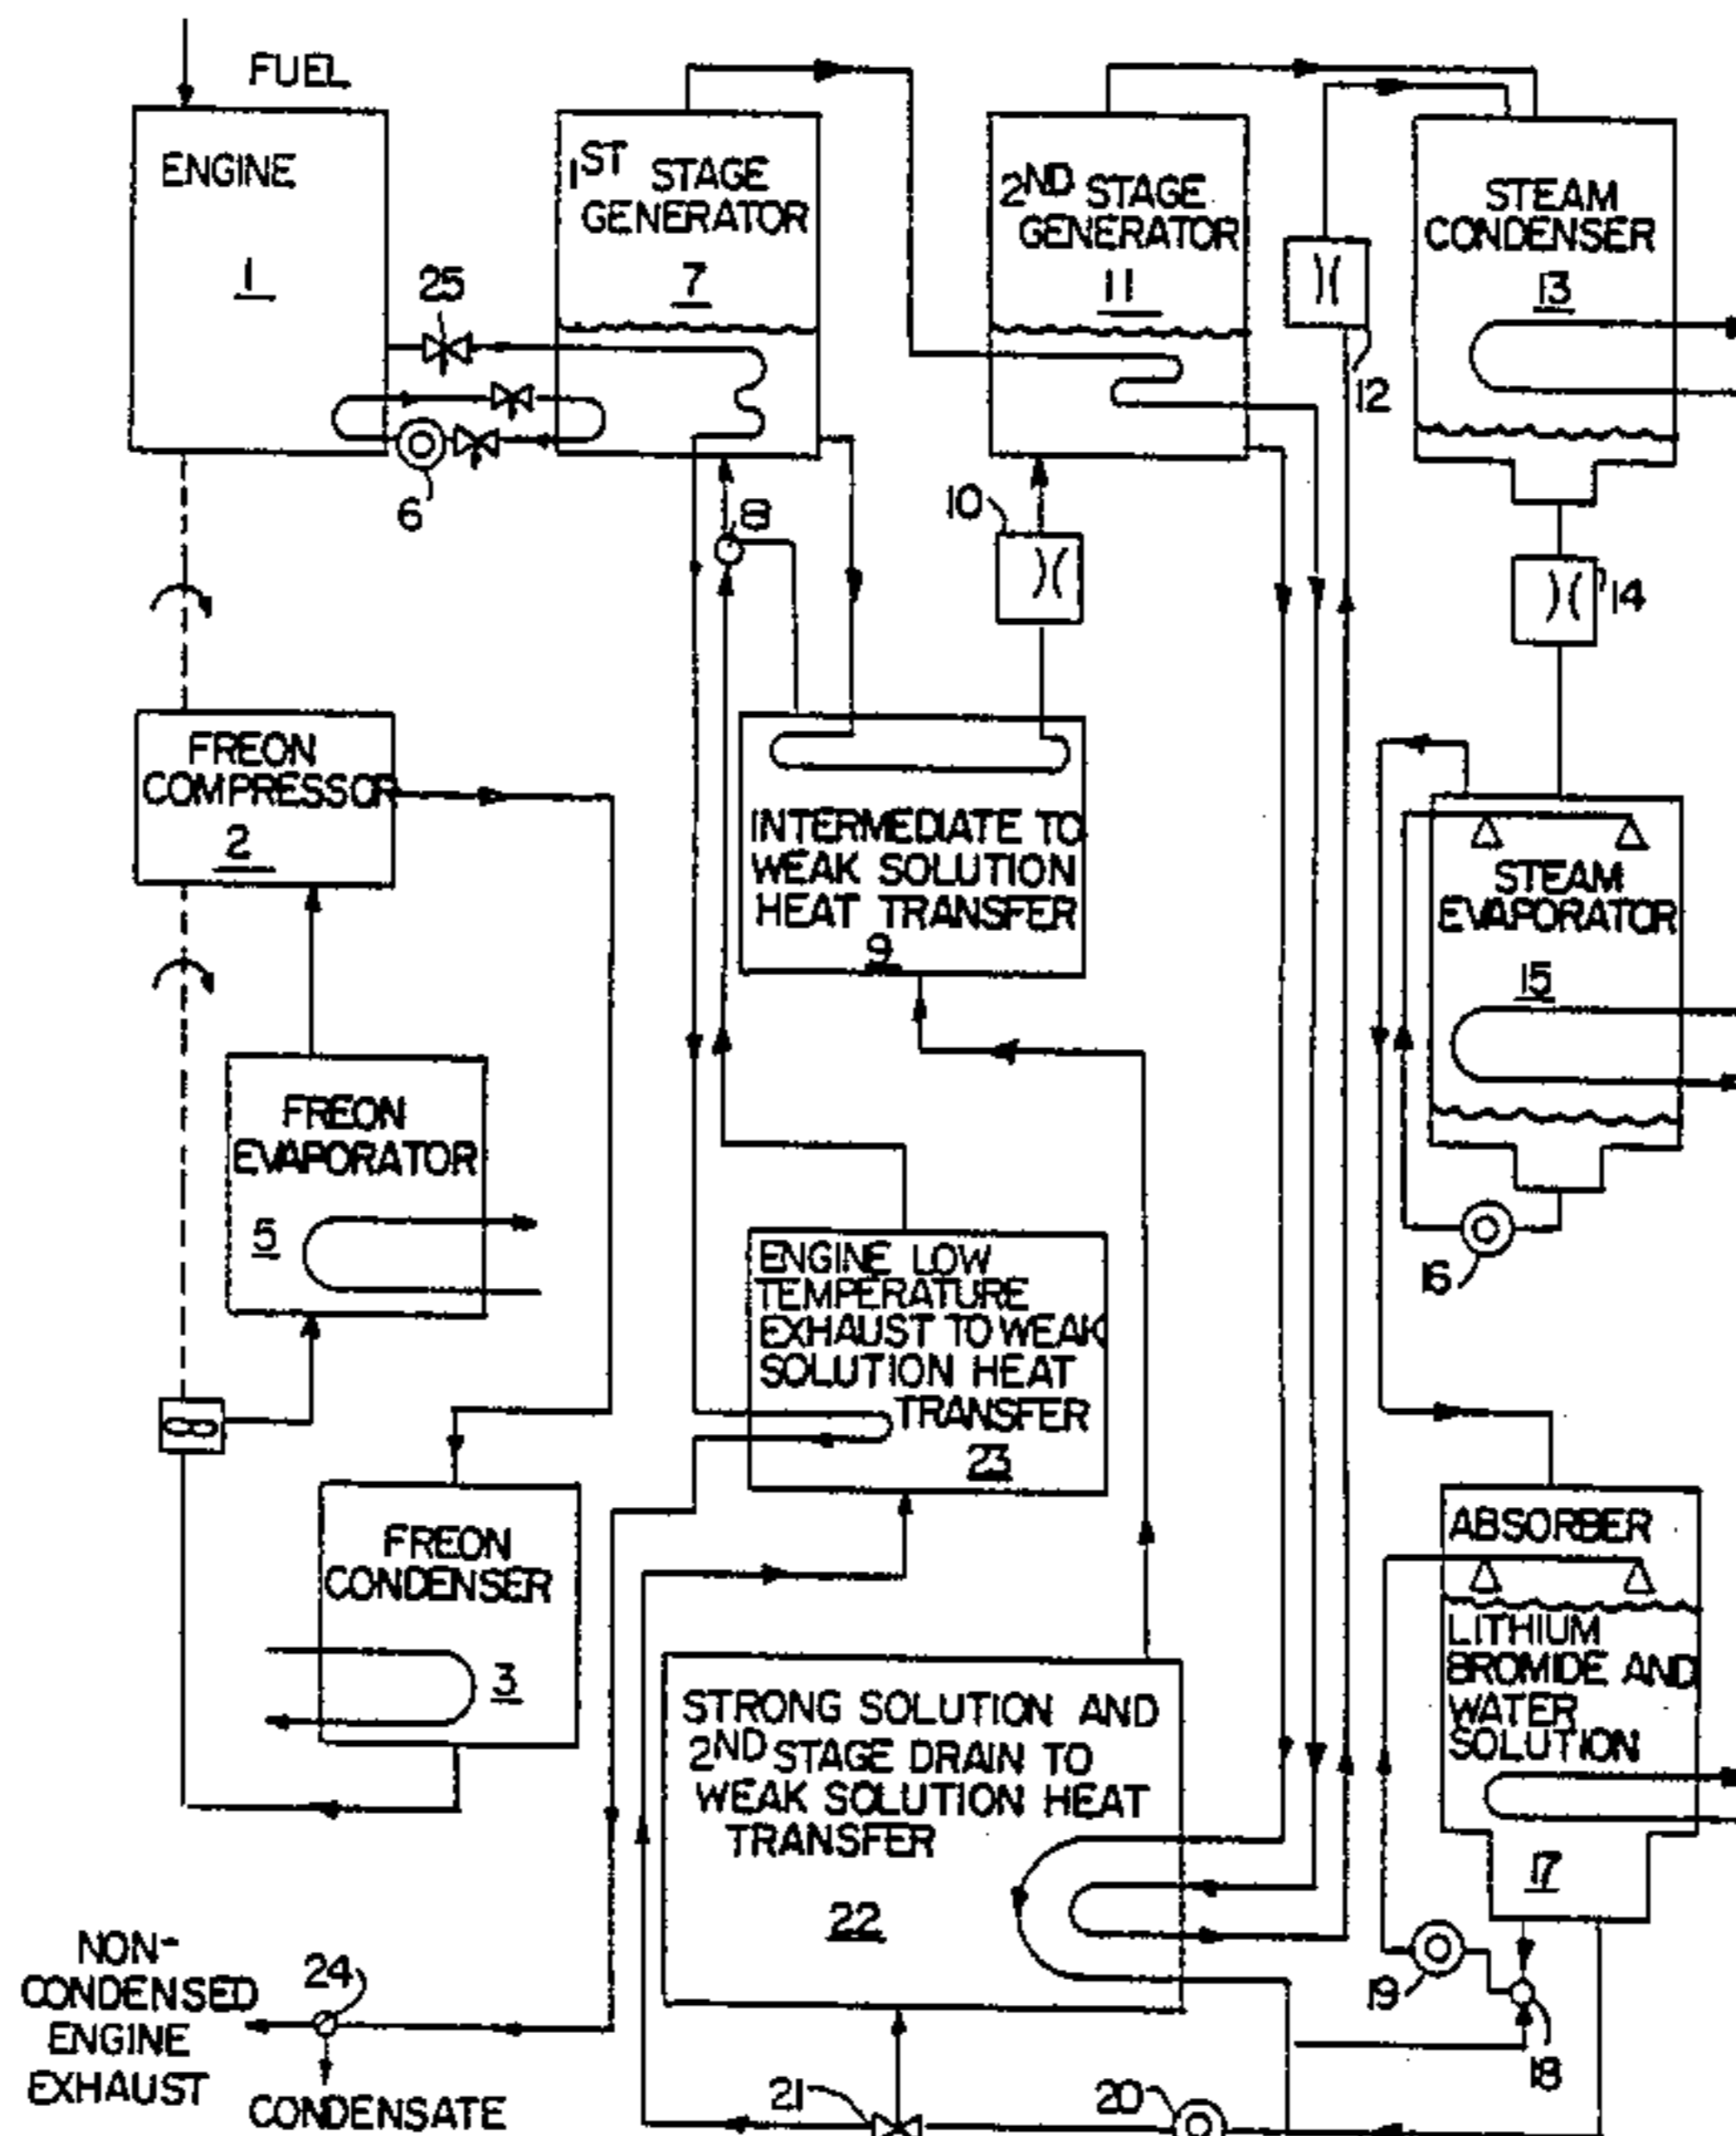 FUEL
ENGINE
1
25
6
1ST STAGE
GENERATOR
7
8
2ND STAGE
GENERATOR
11
10
12
STEAM
CONDENSER
13
14
FREON
COMPRESSOR
2
INTERMEDIATE TO
WEAK SOLUTION
HEAT TRANSFER
9
STEAM
EVAPORATOR
15
16
FREON
EVAPORATOR
5
ENGINE LOW
TEMPERATURE
EXHAUST TO WEAK
SOLUTION HEAT
TRANSFER
23
FREON
CONDENSER
3
ABSORBER
LITHIUM
BROMIDE AND
WATER
SOLUTION
17
STRONG SOLUTION AND
2ND STAGE DRAIN TO
WEAK SOLUTION HEAT
TRANSFER
22
19
18
NON-
CONDENSED
ENGINE
EXHAUST
24
CONDENSATE
21
20